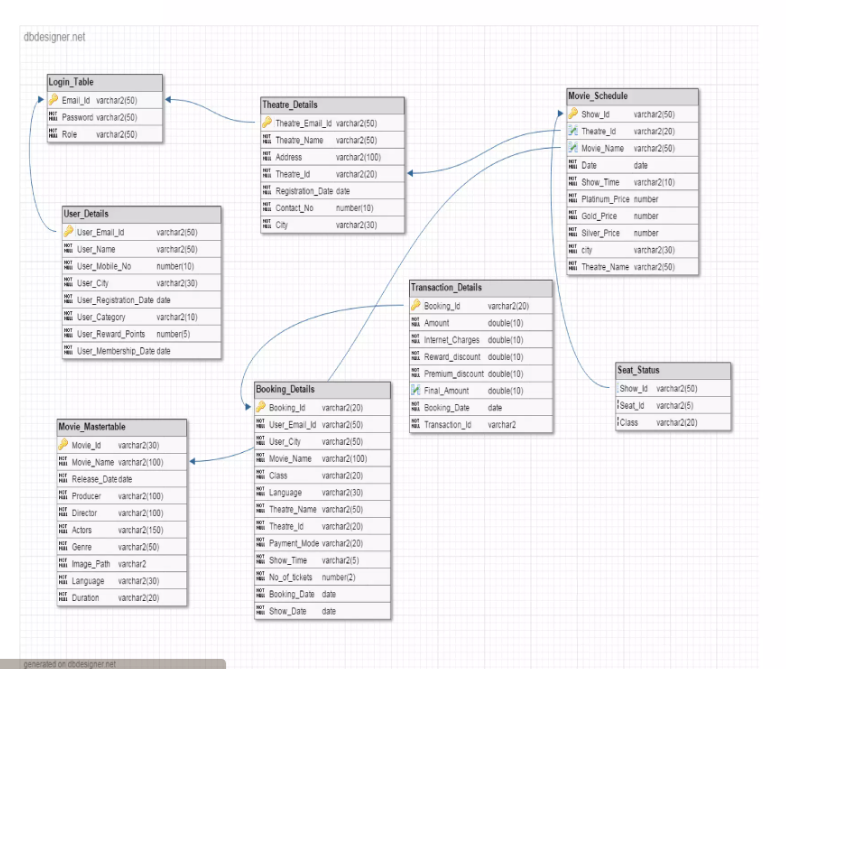 dbdesigner.net
Login_Table
Email_Id varchar2(50)
NOT NULL Password varchar2(50)
NOT NULL Role varchar2(50)
Theatre_Details
Theatre_Email_Id varchar2(50)
NOT NULL Theatre_Name varchar2(50)
NOT NULL Address varchar2(100)
NOT NULL Theatre_Id varchar2(20)
NOT NULL Registration_Date date
NOT NULL Contact_No number(10)
NOT NULL City varchar2(30)
Movie_Schedule
Show_Id varchar2(50)
Theatre_Id varchar2(20)
Movie_Name varchar2(50)
NOT NULL Date date
NOT NULL Show_Time varchar2(10)
NOT NULL Platinum_Price number
NOT NULL Gold_Price number
NOT NULL Silver_Price number
NOT NULL city varchar2(30)
NOT NULL Theatre_Name varchar2(50)
User_Details
User_Email_Id varchar2(50)
NOT NULL User_Name varchar2(50)
NOT NULL User_Mobile_No number(10)
NOT NULL User_City varchar2(30)
NOT NULL User_Registration_Date date
NOT NULL User_Category varchar2(10)
NOT NULL User_Reward_Points number(5)
NOT NULL User_Membership_Date date
Transaction_Details
Booking_Id varchar2(20)
NOT NULL Amount double(10)
NOT NULL Internet_Charges double(10)
NOT NULL Reward_discount double(10)
NOT NULL Premium_discount double(10)
Final_Amount double(10)
NOT NULL Booking_Date date
NOT NULL Transaction_Id varchar2
Seat_Status
Show_Id varchar2(50)
Seat_Id varchar2(5)
Class varchar2(20)
Booking_Details
Booking_Id varchar2(20)
NOT NULL User_Email_Id varchar2(50)
NOT NULL User_City varchar2(50)
NOT NULL Movie_Name varchar2(100)
NOT NULL Class varchar2(20)
NOT NULL Language varchar2(30)
NOT NULL Theatre_Name varchar2(50)
NOT NULL Theatre_Id varchar2(20)
NOT NULL Payment_Mode varchar2(20)
NOT NULL Show_Time varchar2(5)
NOT NULL No_of_tickets number(2)
NOT NULL Booking_Date date
NOT NULL Show_Date date
Movie_Mastertable
Movie_Id varchar2(30)
NOT NULL Movie_Name varchar2(100)
NOT NULL Release_Date date
NOT NULL Producer varchar2(100)
NOT NULL Director varchar2(100)
NOT NULL Actors varchar2(150)
NOT NULL Genre varchar2(50)
NOT NULL Image_Path varchar2
NOT NULL Language varchar2(30)
NOT NULL Duration varchar2(20)
generated on dbdesigner.net